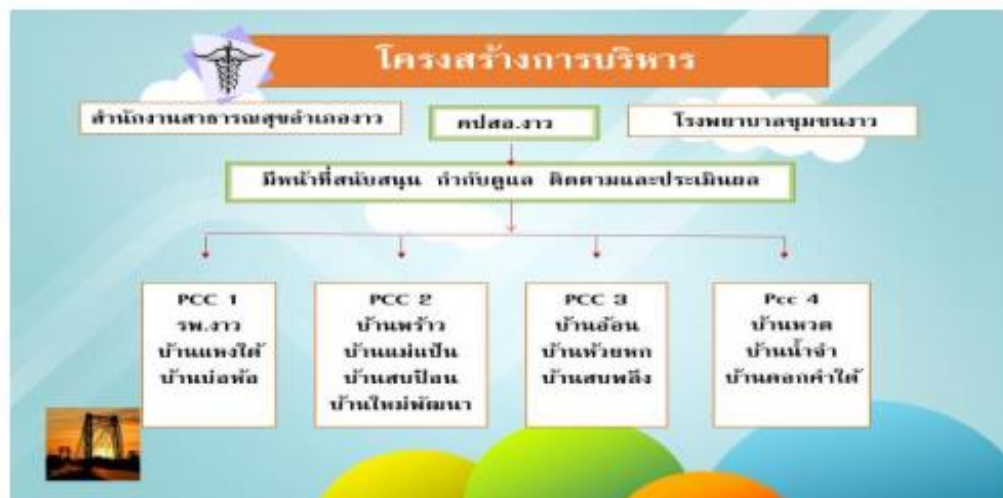 โครงสร้างการบริหาร
สำนักงานสาธารณสุขอำเภองาว
คปสอ.งาว
โรงพยาบาลชุมชนงาว
มีหน้าที่สนับสนุน กำกับดูแล ติดตามและประเมินผล
PCC 1
รพ.งาว
บ้านแหงใต้
บ้านบ่อห้อ
PCC 2
บ้านพร้าว
บ้านแม่แป้น
บ้านสบป๊อน
บ้านใหม่พัฒนา
PCC 3
บ้านอ้อน
บ้านห้วยหก
บ้านสบพลึง
Pcc 4
บ้านหวด
บ้านน้ำจำ
บ้านดอกคำใต้